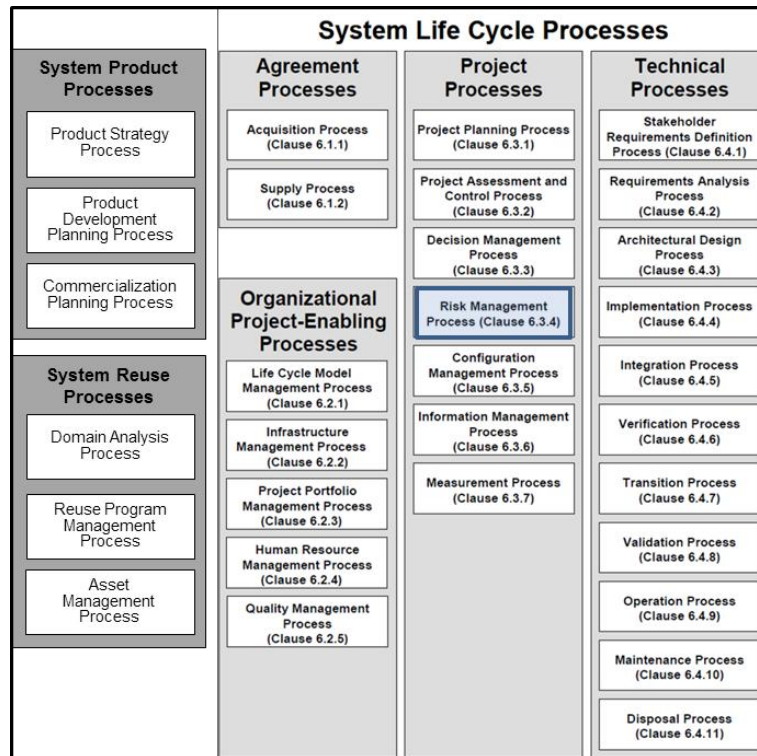 System Life Cycle Processes
System Product
Processes
Product Strategy
Process
Product
Development
Planning Process
Commercialization
Planning Process
System Reuse
Processes
Domain Analysis
Process
Reuse Program
Management
Process
Asset
Management
Process
Agreement
Processes
Acquisition Process
(Clause 6.1.1)
Supply Process
(Clause 6.1.2)
Organizational
Project-Enabling
Processes
Life Cycle Model
Management Process
(Clause 6.2.1)
Infrastructure
Management Process
(Clause 6.2.2)
Project Portfolio
Management Process
(Clause 6.2.3)
Human Resource
Management Process
(Clause 6.2.4)
Quality Management
Process
(Clause 6.2.5)
Project
Processes
Project Planning Process
(Clause 6.3.1)
Project Assessment and
Control Process
(Clause 6.3.2)
Decision Management
Process
(Clause 6.3.3)
Risk Management
Process (Clause 6.3.4)
Configuration
Management Process
(Clause 6.3.5)
Information Management
Process
(Clause 6.3.6)
Measurement Process
(Clause 6.3.7)
Technical
Processes
Stakeholder
Requirements Definition
Process (Clause 6.4.1)
Requirements Analysis
Process
(Clause 6.4.2)
Architectural Design
Process
(Clause 6.4.3)
Implementation Process
(Clause 6.4.4)
Integration Process
(Clause 6.4.5)
Verification Process
(Clause 6.4.6)
Transition Process
(Clause 6.4.7)
Validation Process
(Clause 6.4.8)
Operation Process
(Clause 6.4.9)
Maintenance Process
(Clause 6.4.10)
Disposal Process
(Clause 6.4.11)